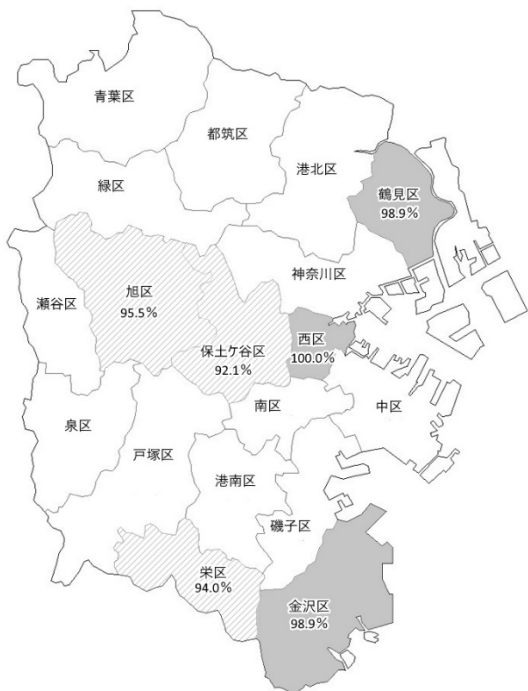 青葉区
都筑区
港北区
鶴見区
98.9%
緑区
神奈川区
瀬谷区
旭区
95.5%
保土ケ谷区
92.1%
西区
100.0%
南区
中区
泉区
戸塚区
港南区
磯子区
栄区
94.0%
金沢区
98.9%